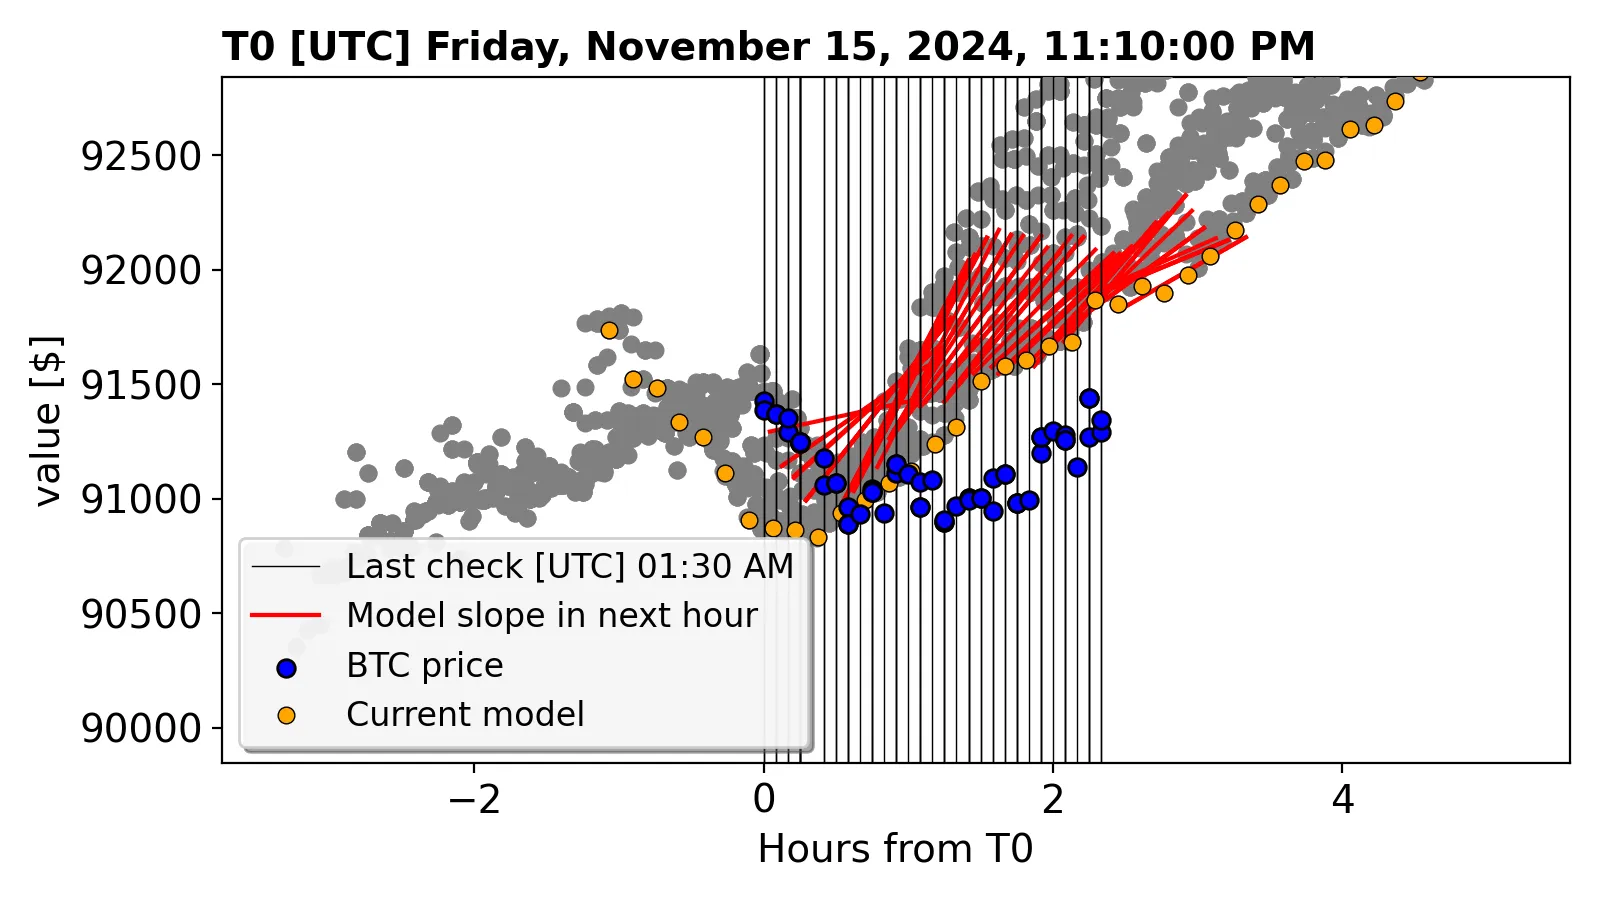 T0 [UTC] Friday, November 15, 2024, 11:10:00 PM
value [$]
92500
92000
91500
91000
90500
90000
Last check [UTC] 01:30 AM
Model slope in next hour
BTC price
Current model
−2 0 2 4
Hours from T0